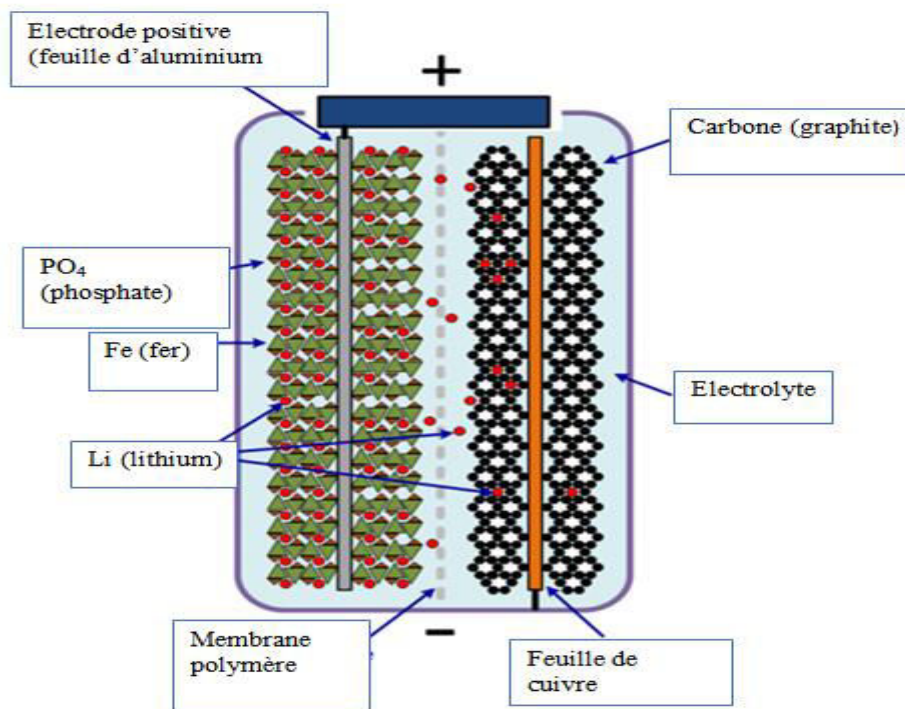 Electrode positive
(feuille d’aluminium
+
Carbone (graphite)
PO₄
(phosphate)
Fe (fer)
Electrolyte
Li (lithium)
Membrane
polymère
−
Feuille de
cuivre